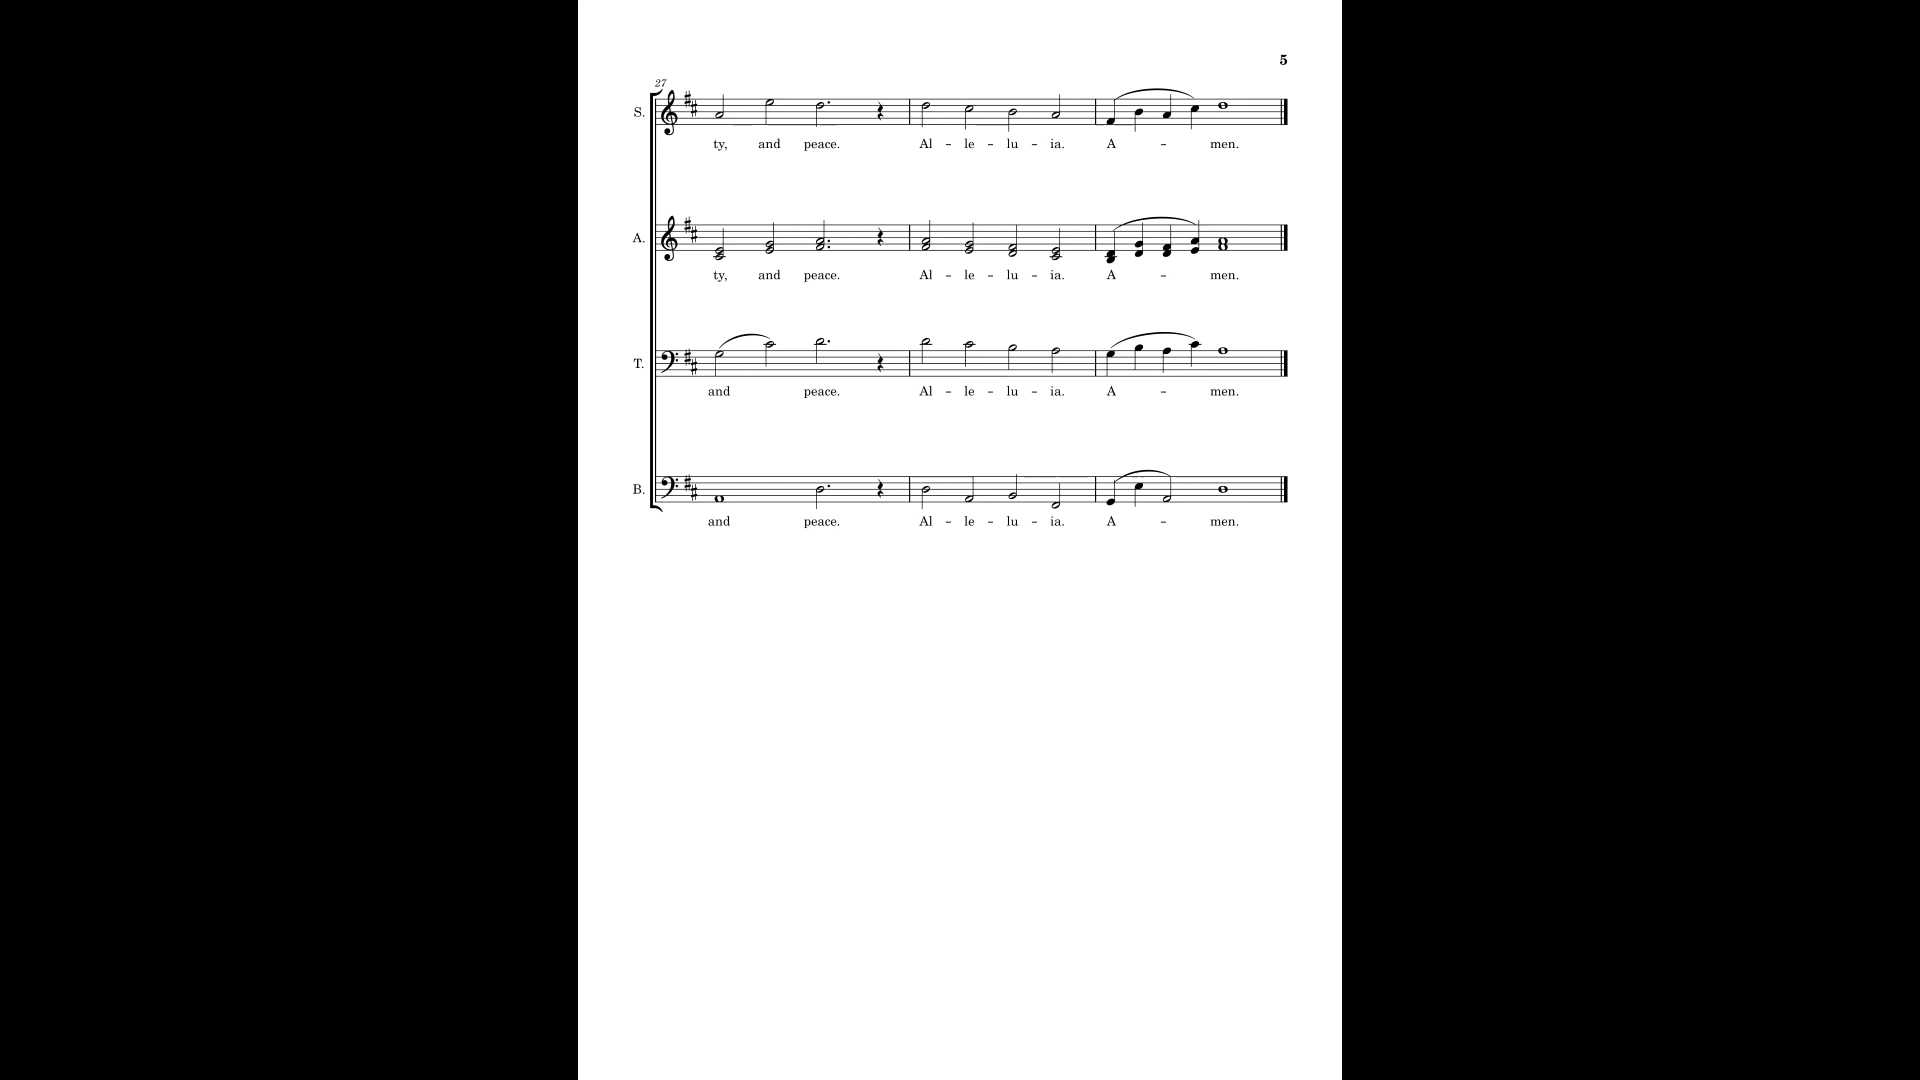 5
27
S.
ty, and peace. Al - le - lu - ia. A - men.
A.
ty, and peace. Al - le - lu - ia. A - men.
T.
and peace. Al - le - lu - ia. A - men.
B.
and peace. Al - le - lu - ia. A - men.